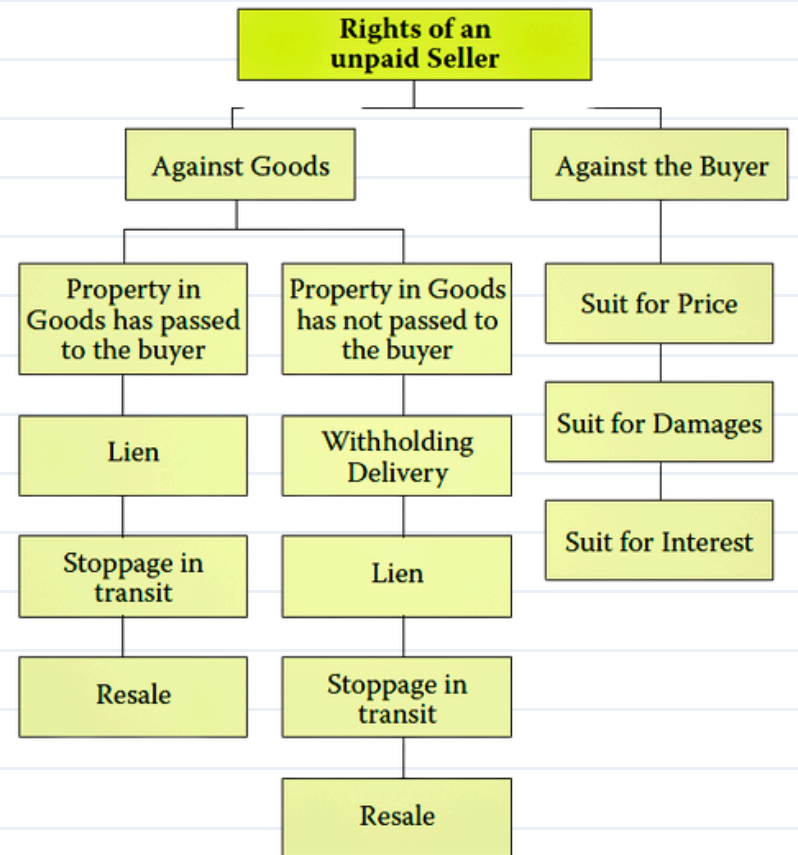 Rights of an
unpaid Seller
Against Goods
Against the Buyer
Property in
Goods has passed
to the buyer
Property in Goods
has not passed to
the buyer
Suit for Price
Lien
Withholding
Delivery
Suit for Damages
Stoppage in
transit
Lien
Suit for Interest
Resale
Stoppage in
transit
Resale